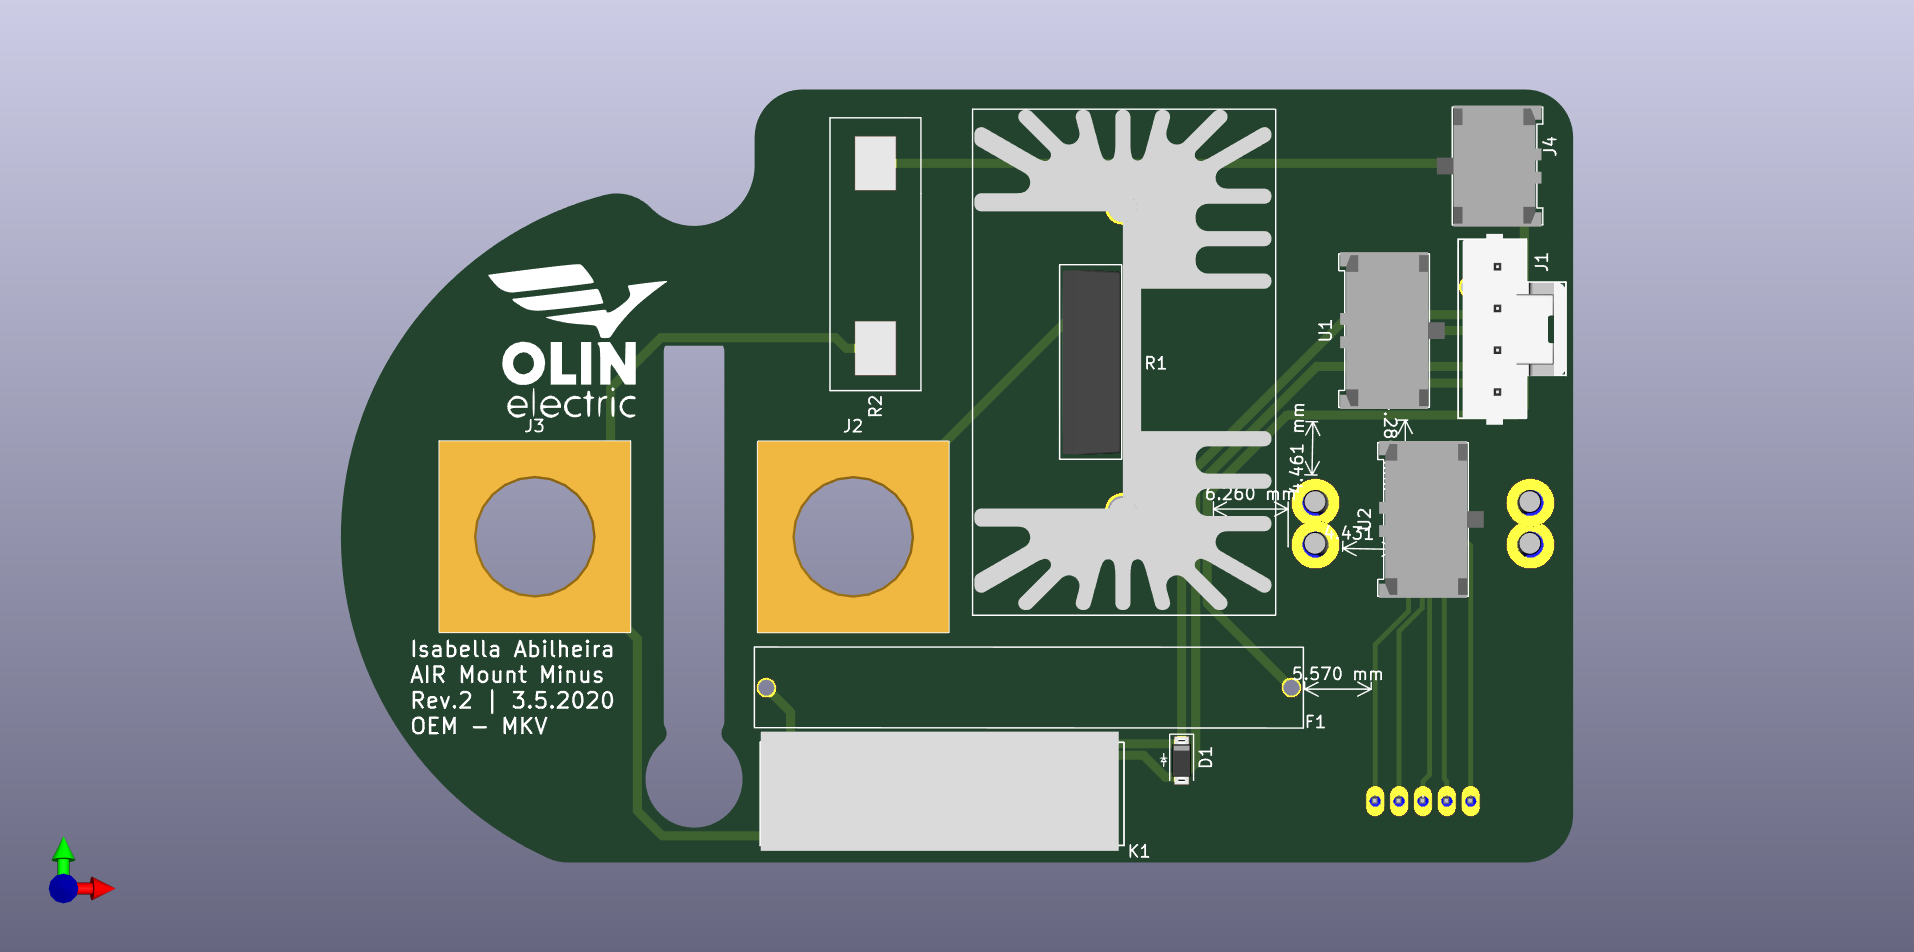 J4
J1
U1
R1
R2
OLIN
electric
J3
J2
.28
.461 mm
6.260 mm
U2
4.431
Isabella Abilheira
AIR Mount Minus
Rev.2 | 3.5.2020
OEM – MKV
5.570 mm
F1
D1
K1